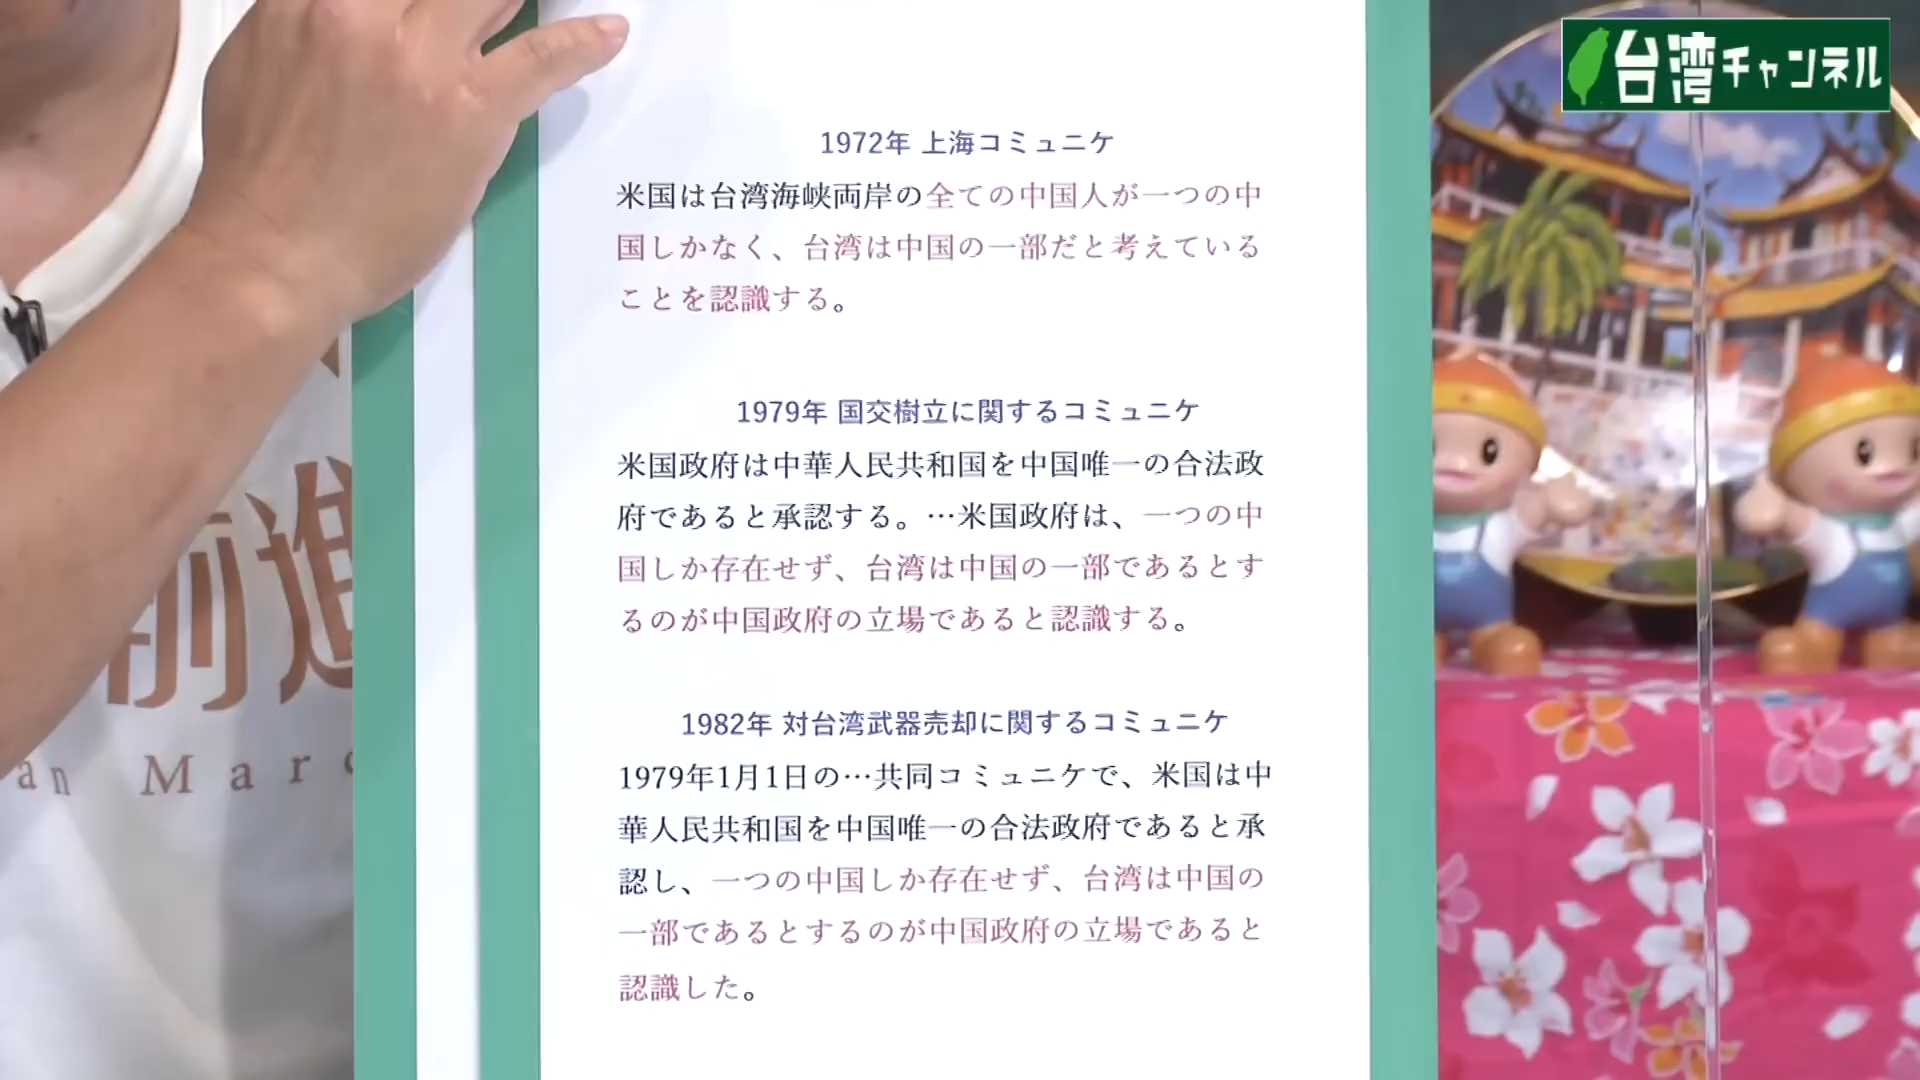 台湾チャンネル
1972年 上海コミュニケ
米国は台湾海峡両岸の全ての中国人が一つの中
国しかなく、台湾は中国の一部だと考えている
ことを認識する。
1979年 国交樹立に関するコミュニケ
米国政府は中華人民共和国を中国唯一の合法政
府であると承認する。…米国政府は、一つの中
国しか存在せず、台湾は中国の一部であるとす
るのが中国政府の立場であると認識する。
1982年 対台湾武器売却に関するコミュニケ
1979年1月1日の…共同コミュニケで、米国は中
華人民共和国を中国唯一の合法政府であると承
認し、一つの中国しか存在せず、台湾は中国の
一部であるとするのが中国政府の立場であると
認識した。
前進
an Marc